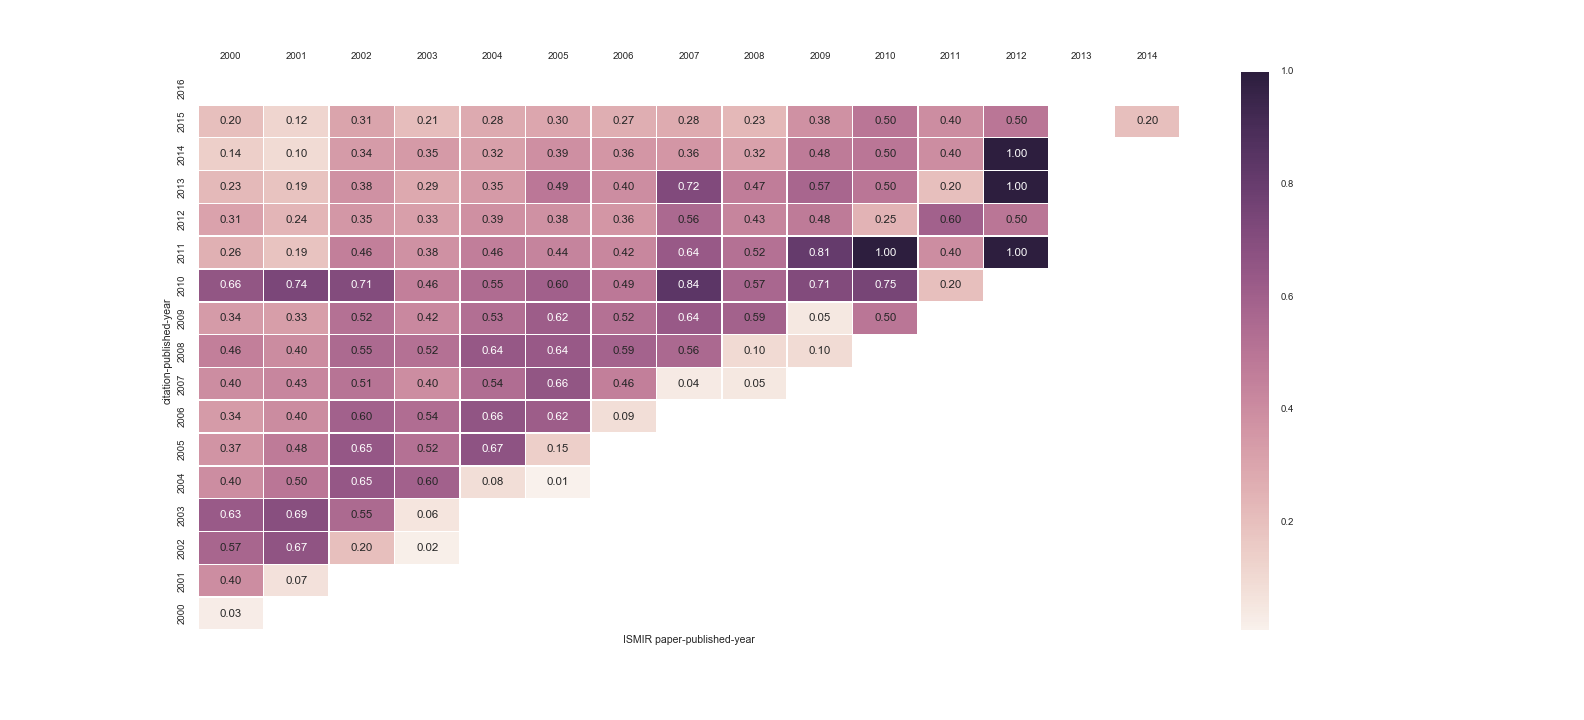 2000 2001 2002 2003 2004 2005 2006 2007 2008 2009 2010 2011 2012 2013 2014
2016
2015 0.20 0.12 0.31 0.21 0.28 0.30 0.27 0.28 0.23 0.38 0.50 0.40 0.50 0.20
2014 0.14 0.10 0.34 0.35 0.32 0.39 0.36 0.36 0.32 0.48 0.50 0.40 1.00
2013 0.23 0.19 0.38 0.29 0.35 0.49 0.40 0.72 0.47 0.57 0.50 0.20 1.00
2012 0.31 0.24 0.35 0.33 0.39 0.38 0.36 0.56 0.43 0.48 0.25 0.60 0.50
2011 0.26 0.19 0.46 0.38 0.46 0.44 0.42 0.64 0.52 0.81 1.00 0.40 1.00
2010 0.66 0.74 0.71 0.46 0.55 0.60 0.49 0.84 0.57 0.71 0.75 0.20
2009 0.34 0.33 0.52 0.42 0.53 0.62 0.52 0.64 0.59 0.05 0.50
2008 0.46 0.40 0.55 0.52 0.64 0.64 0.59 0.56 0.10 0.10
2007 0.40 0.43 0.51 0.40 0.54 0.66 0.46 0.04 0.05
2006 0.34 0.40 0.60 0.54 0.66 0.62 0.09
2005 0.37 0.48 0.65 0.52 0.67 0.15
2004 0.40 0.50 0.65 0.60 0.08 0.01
2003 0.63 0.69 0.55 0.06
2002 0.57 0.67 0.20 0.02
2001 0.40 0.07
2000 0.03
citation-published-year
ISMIR paper-published-year
1.0
0.8
0.6
0.4
0.2